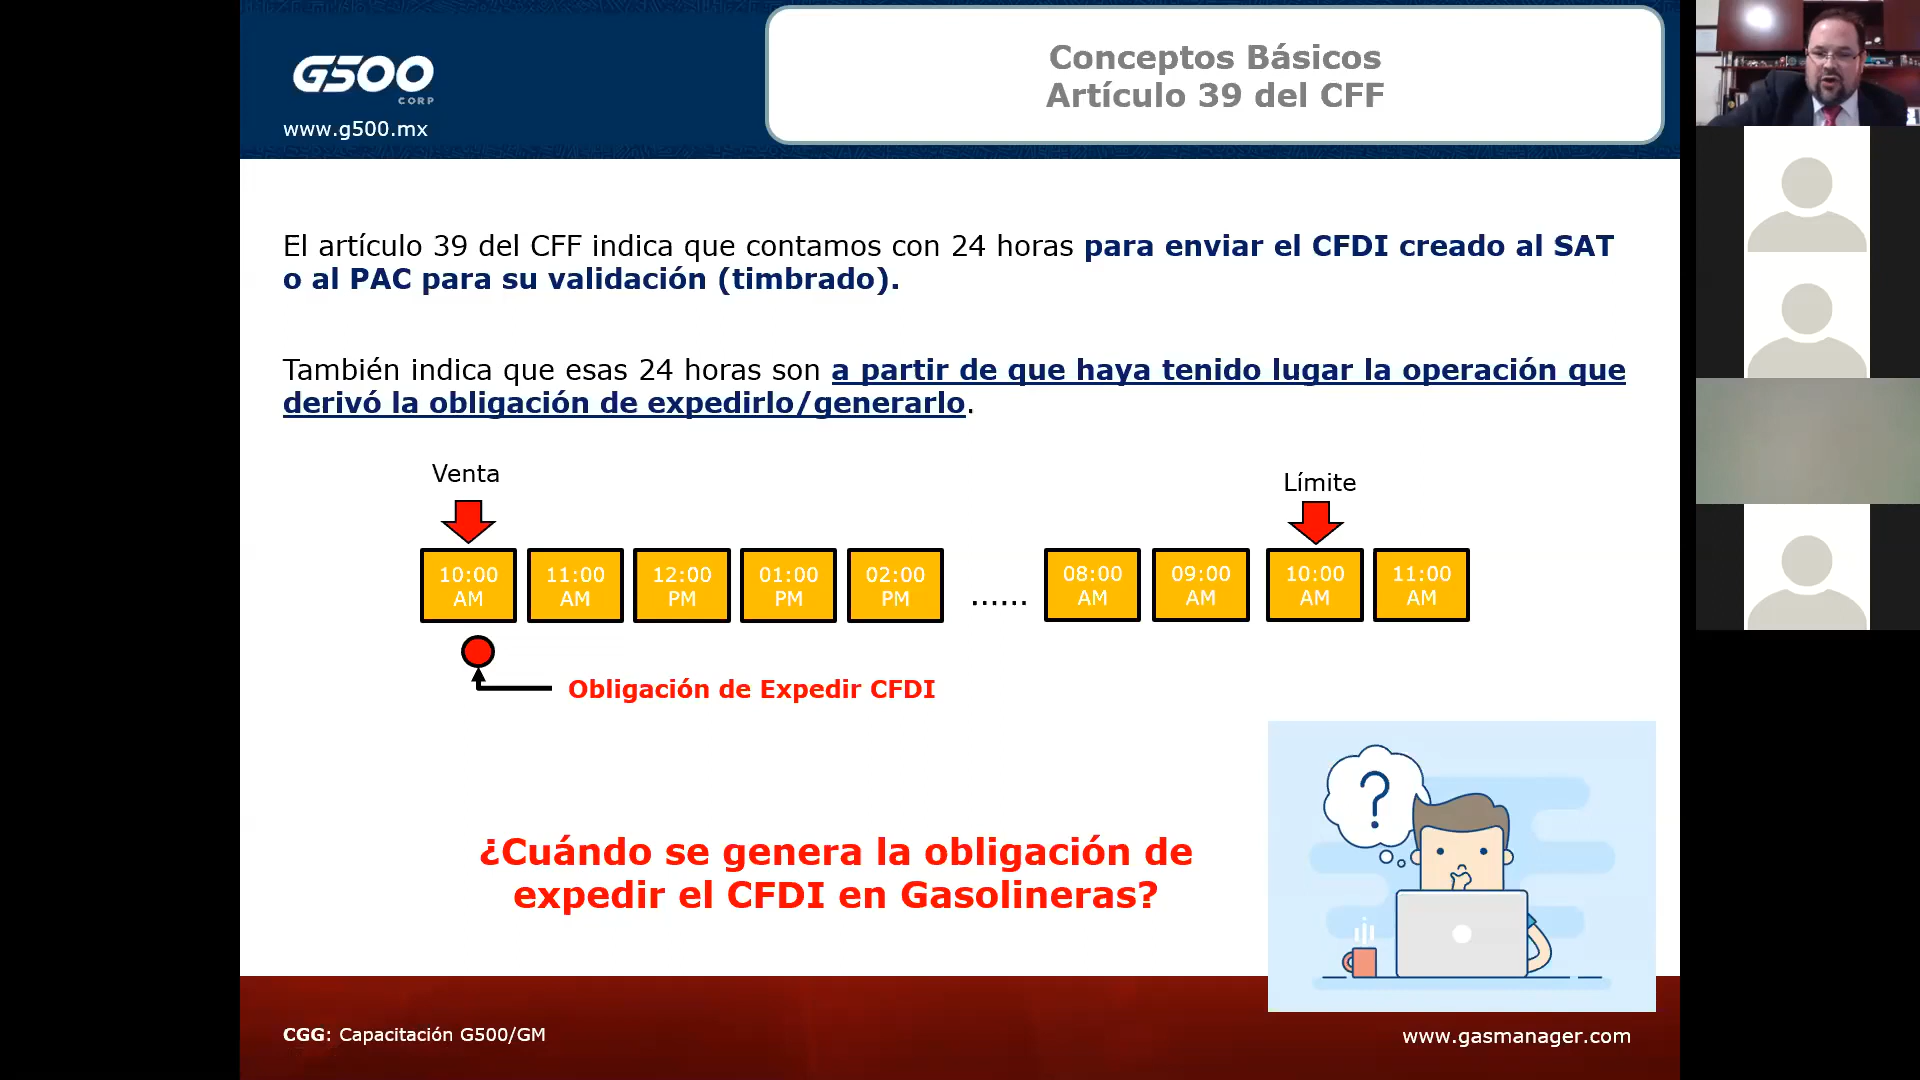 G500
CORP
www.g500.mx
Conceptos Básicos
Artículo 39 del CFF
El artículo 39 del CFF indica que contamos con 24 horas para enviar el CFDI creado al SAT
o al PAC para su validación (timbrado).
También indica que esas 24 horas son a partir de que haya tenido lugar la operación que
derivó la obligación de expedirlo/generarlo.
Venta
Límite
10:00
AM
11:00
AM
12:00
PM
01:00
PM
02:00
PM
......
08:00
AM
09:00
AM
10:00
AM
11:00
AM
Obligación de Expedir CFDI
?
¿Cuándo se genera la obligación de
expedir el CFDI en Gasolineras?
CGG: Capacitación G500/GM
www.gasmanager.com